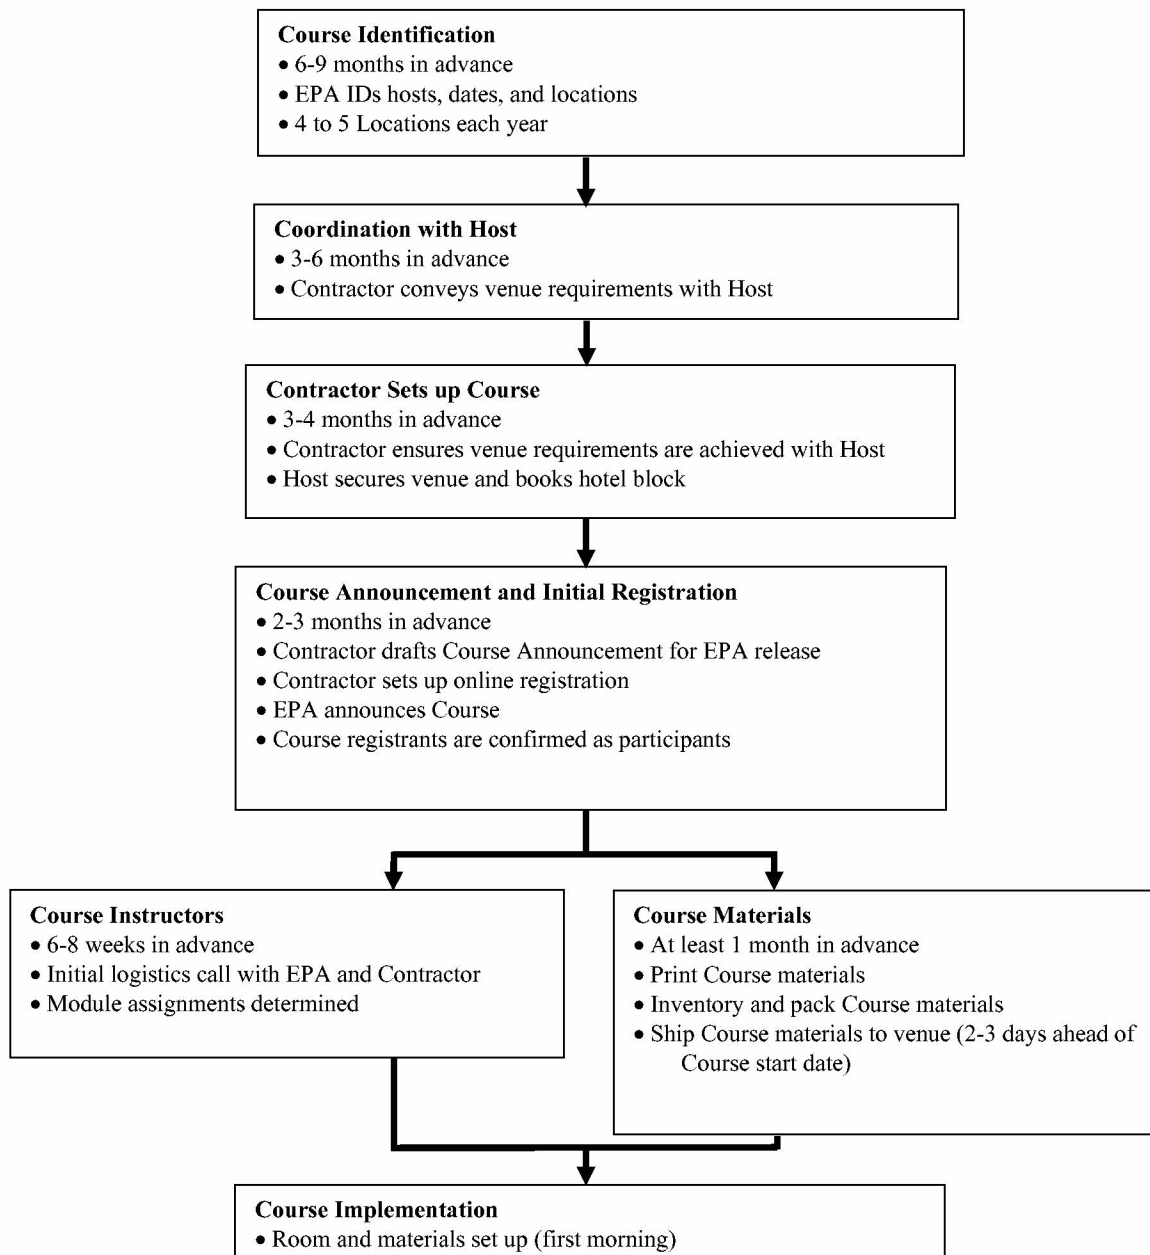 Course Identification
• 6-9 months in advance
• EPA IDs hosts, dates, and locations
• 4 to 5 Locations each year
Coordination with Host
• 3-6 months in advance
• Contractor conveys venue requirements with Host
Contractor Sets up Course
• 3-4 months in advance
• Contractor ensures venue requirements are achieved with Host
• Host secures venue and books hotel block
Course Announcement and Initial Registration
• 2-3 months in advance
• Contractor drafts Course Announcement for EPA release
• Contractor sets up online registration
• EPA announces Course
• Course registrants are confirmed as participants
Course Instructors
• 6-8 weeks in advance
• Initial logistics call with EPA and Contractor
• Module assignments determined
Course Materials
• At least 1 month in advance
• Print Course materials
• Inventory and pack Course materials
• Ship Course materials to venue (2-3 days ahead of
Course start date)
Course Implementation
• Room and materials set up (first morning)